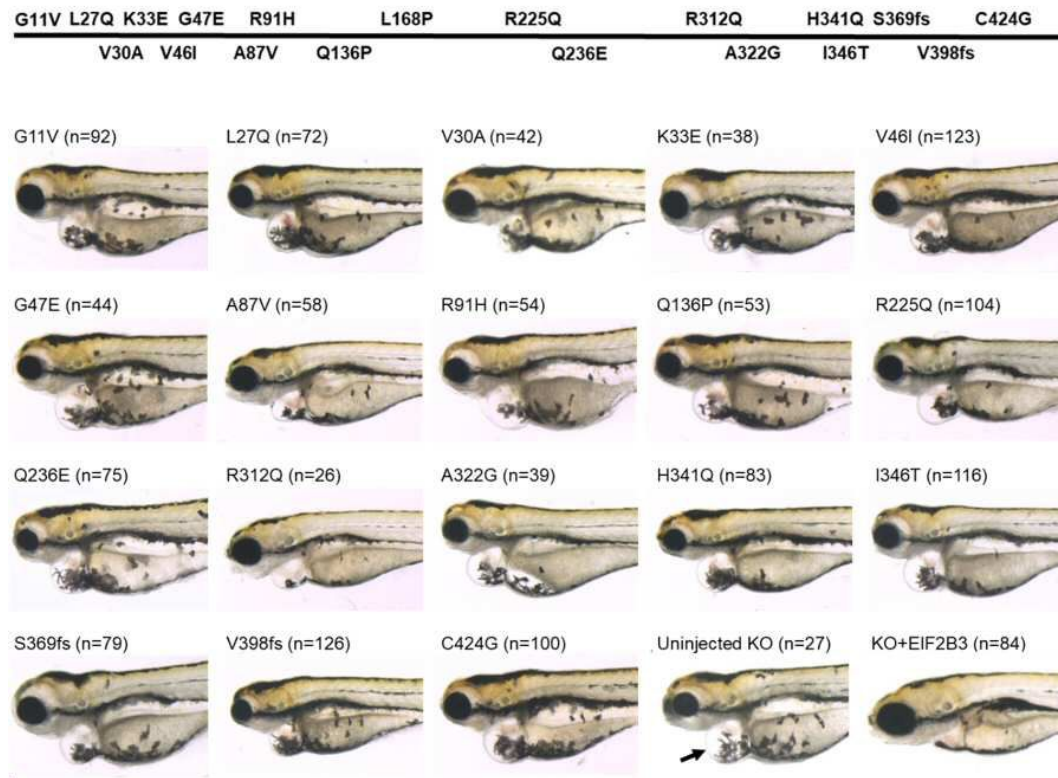 G11V L27Q K33E G47E R91H L168P R225Q R312Q H341Q S369fs C424G
V30A V46I A87V Q136P Q236E A322G I346T V398fs
G11V (n=92) L27Q (n=72) V30A (n=42) K33E (n=38) V46I (n=123)
G47E (n=44) A87V (n=58) R91H (n=54) Q136P (n=53) R225Q (n=104)
Q236E (n=75) R312Q (n=26) A322G (n=39) H341Q (n=83) I346T (n=116)
S369fs (n=79) V398fs (n=126) C424G (n=100) Uninjected KO (n=27) KO+EIF2B3 (n=84)